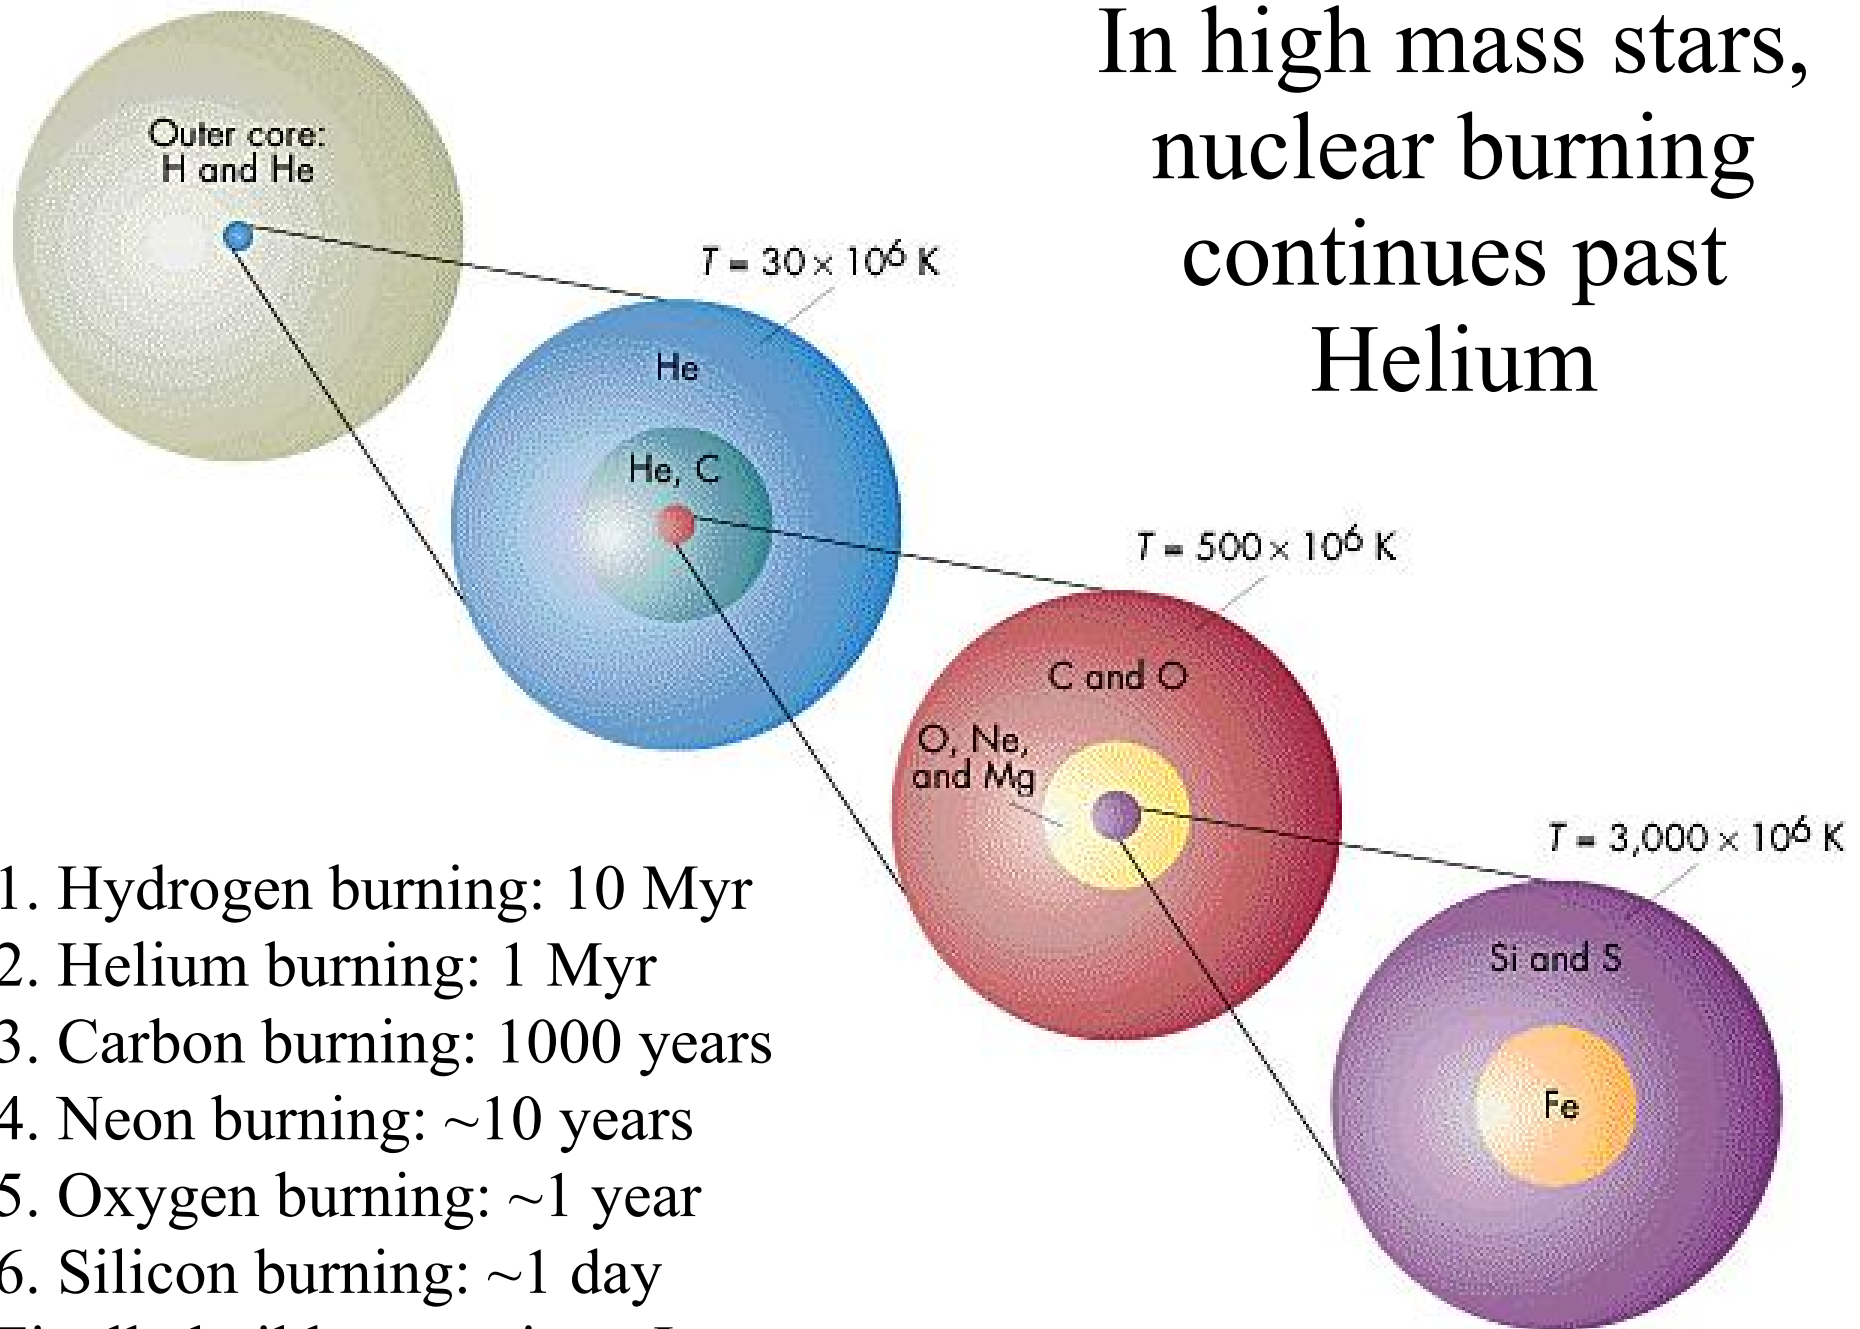 In high mass stars,
nuclear burning
continues past
Helium
Outer core:
H and He
T = 30 × 10⁶ K
He
He, C
T = 500 × 10⁶ K
C and O
O, Ne,
and Mg
T = 3,000 × 10⁶ K
Si and S
Fe
1. Hydrogen burning: 10 Myr
2. Helium burning: 1 Myr
3. Carbon burning: 1000 years
4. Neon burning: ~10 years
5. Oxygen burning: ~1 year
6. Silicon burning: ~1 day